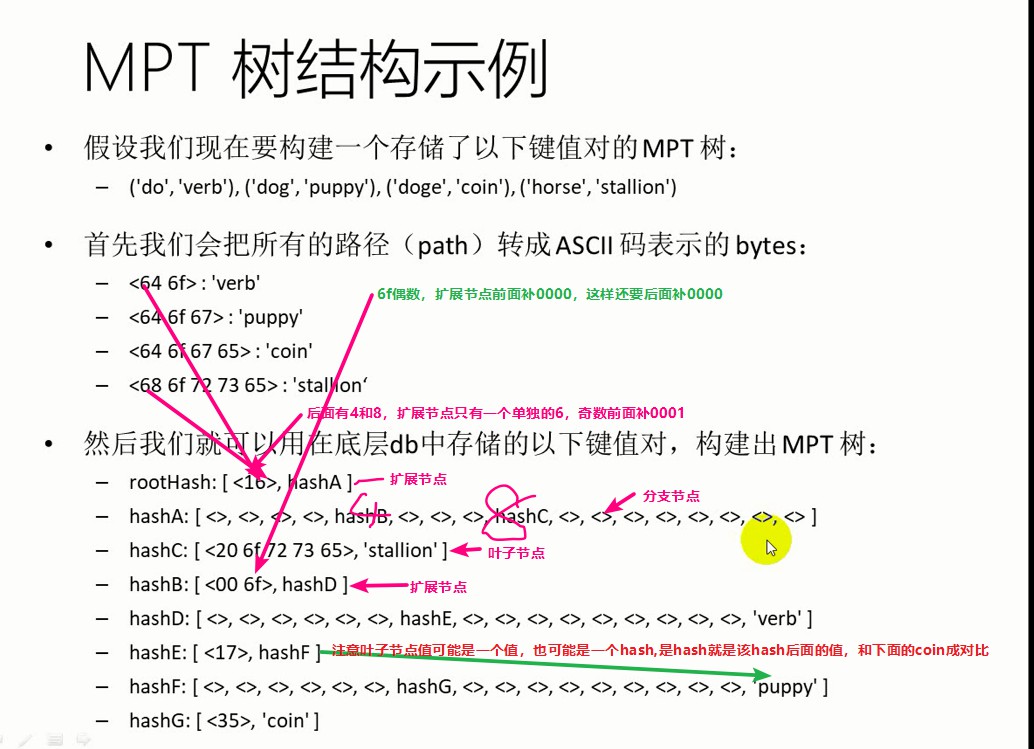 MPT 树结构示例
• 假设我们现在要构建一个存储了以下键值对的MPT 树：
– ('do', 'verb'), ('dog', 'puppy'), ('doge', 'coin'), ('horse', 'stallion')
• 首先我们会把所有的路径（path）转成ASCII 码表示的bytes：
– <64 6f> : 'verb'
6f偶数，扩展节点前面补0000，这样还要后面补0000
– <64 6f 67> : 'puppy'
– <64 6f 67 65> : 'coin'
– <68 6f 72 73 65> : 'stallion‘
后面有4和8，扩展节点只有一个单独的6，奇数前面补0001
• 然后我们就可以用在底层db中存储的以下键值对，构建出MPT 树：
– rootHash: [ <16>, hashA ]
扩展节点
4
8
分支节点
– hashA: [ <>, <>, <>, <>, hashB, <>, <>, <>, hashC, <>, <>, <>, <>, <>, <>, <>, <> ]
– hashC: [ <20 6f 72 73 65>, 'stallion' ]
叶子节点
– hashB: [ <00 6f>, hashD ]
扩展节点
– hashD: [ <>, <>, <>, <>, <>, <>, hashE, <>, <>, <>, <>, <>, <>, <>, <>, <>, 'verb' ]
– hashE: [ <17>, hashF ]
注意叶子节点值可能是一个值，也可能是一个hash,是hash就是该hash后面的值，和下面的coin成对比
– hashF: [ <>, <>, <>, <>, <>, <>, hashG, <>, <>, <>, <>, <>, <>, <>, <>, <>, 'puppy' ]
– hashG: [ <35>, 'coin' ]